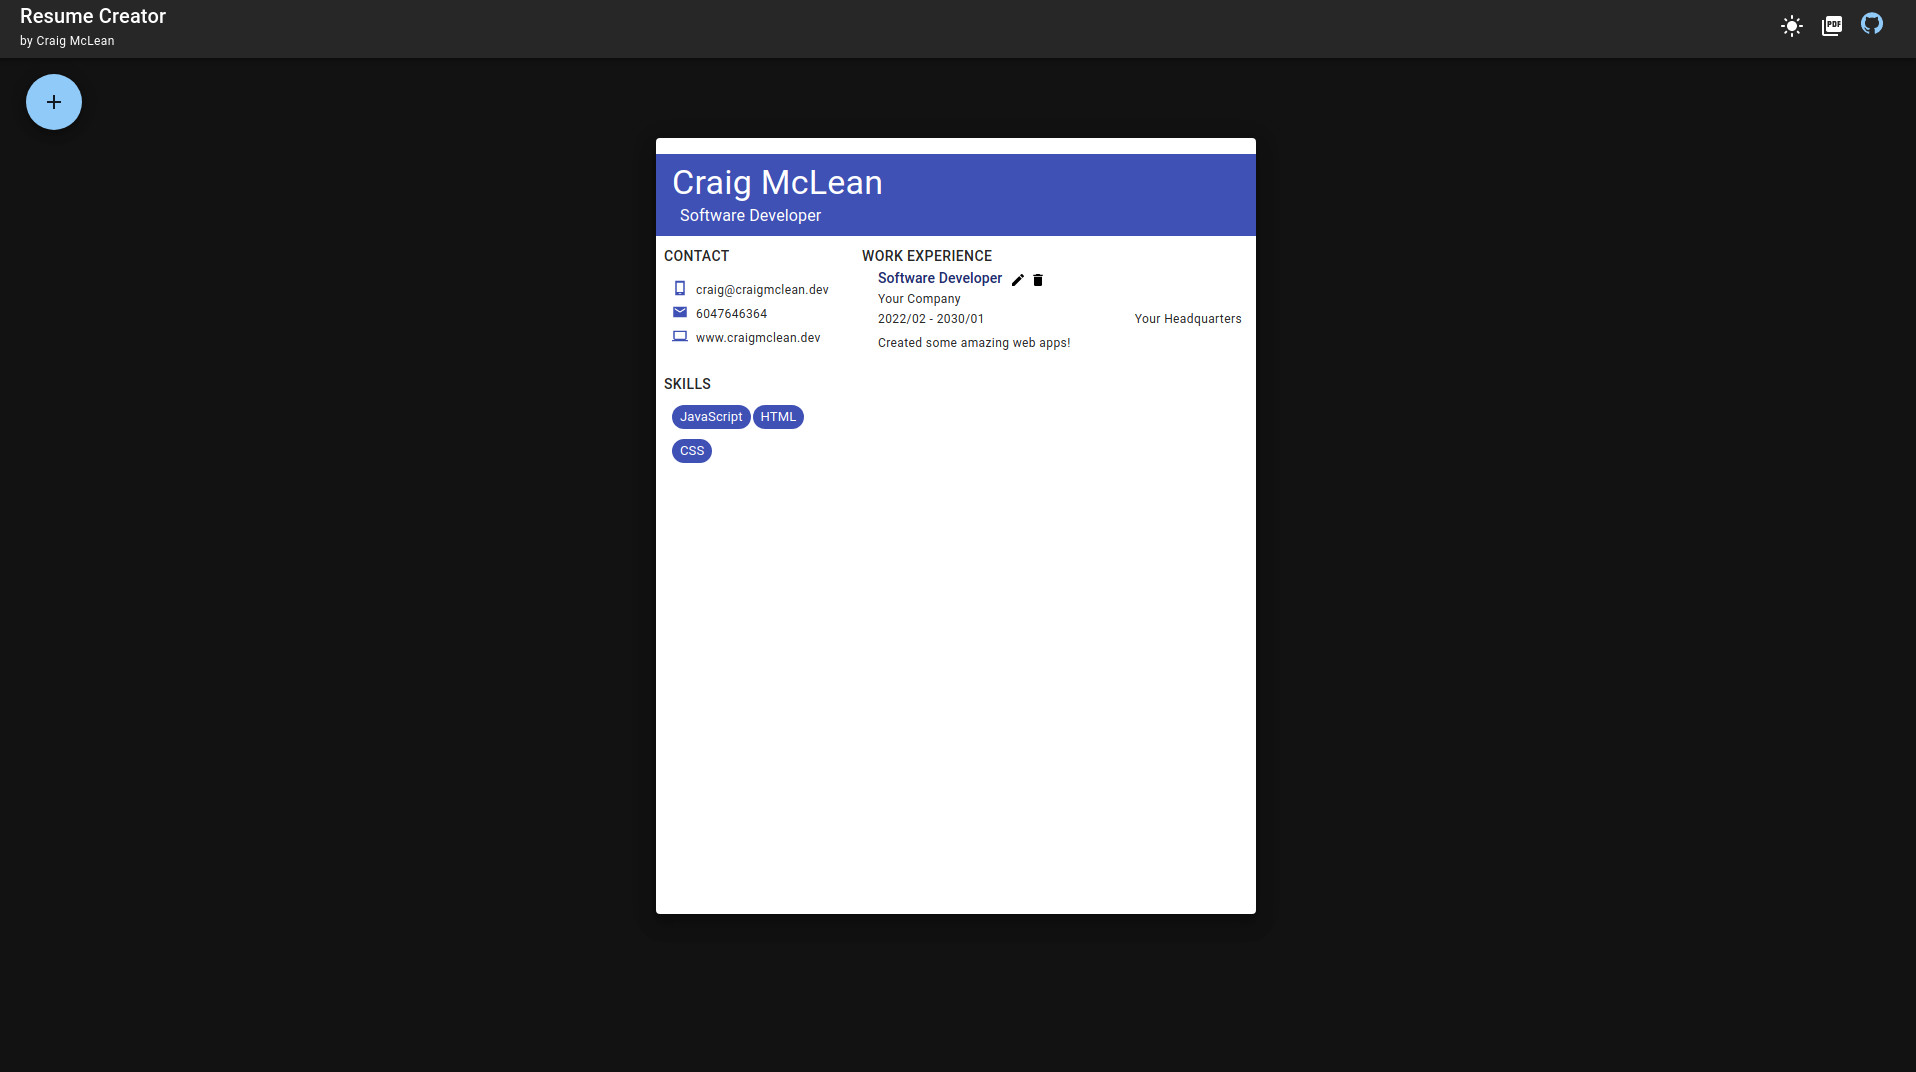 Resume Creator
by Craig McLean
PDF
Craig McLean
Software Developer
CONTACT
craig@craigmclean.dev
6047646364
www.craigmclean.dev
SKILLS
JavaScript HTML
CSS
WORK EXPERIENCE
Software Developer
Your Company
2022/02 - 2030/01 Your Headquarters
Created some amazing web apps!